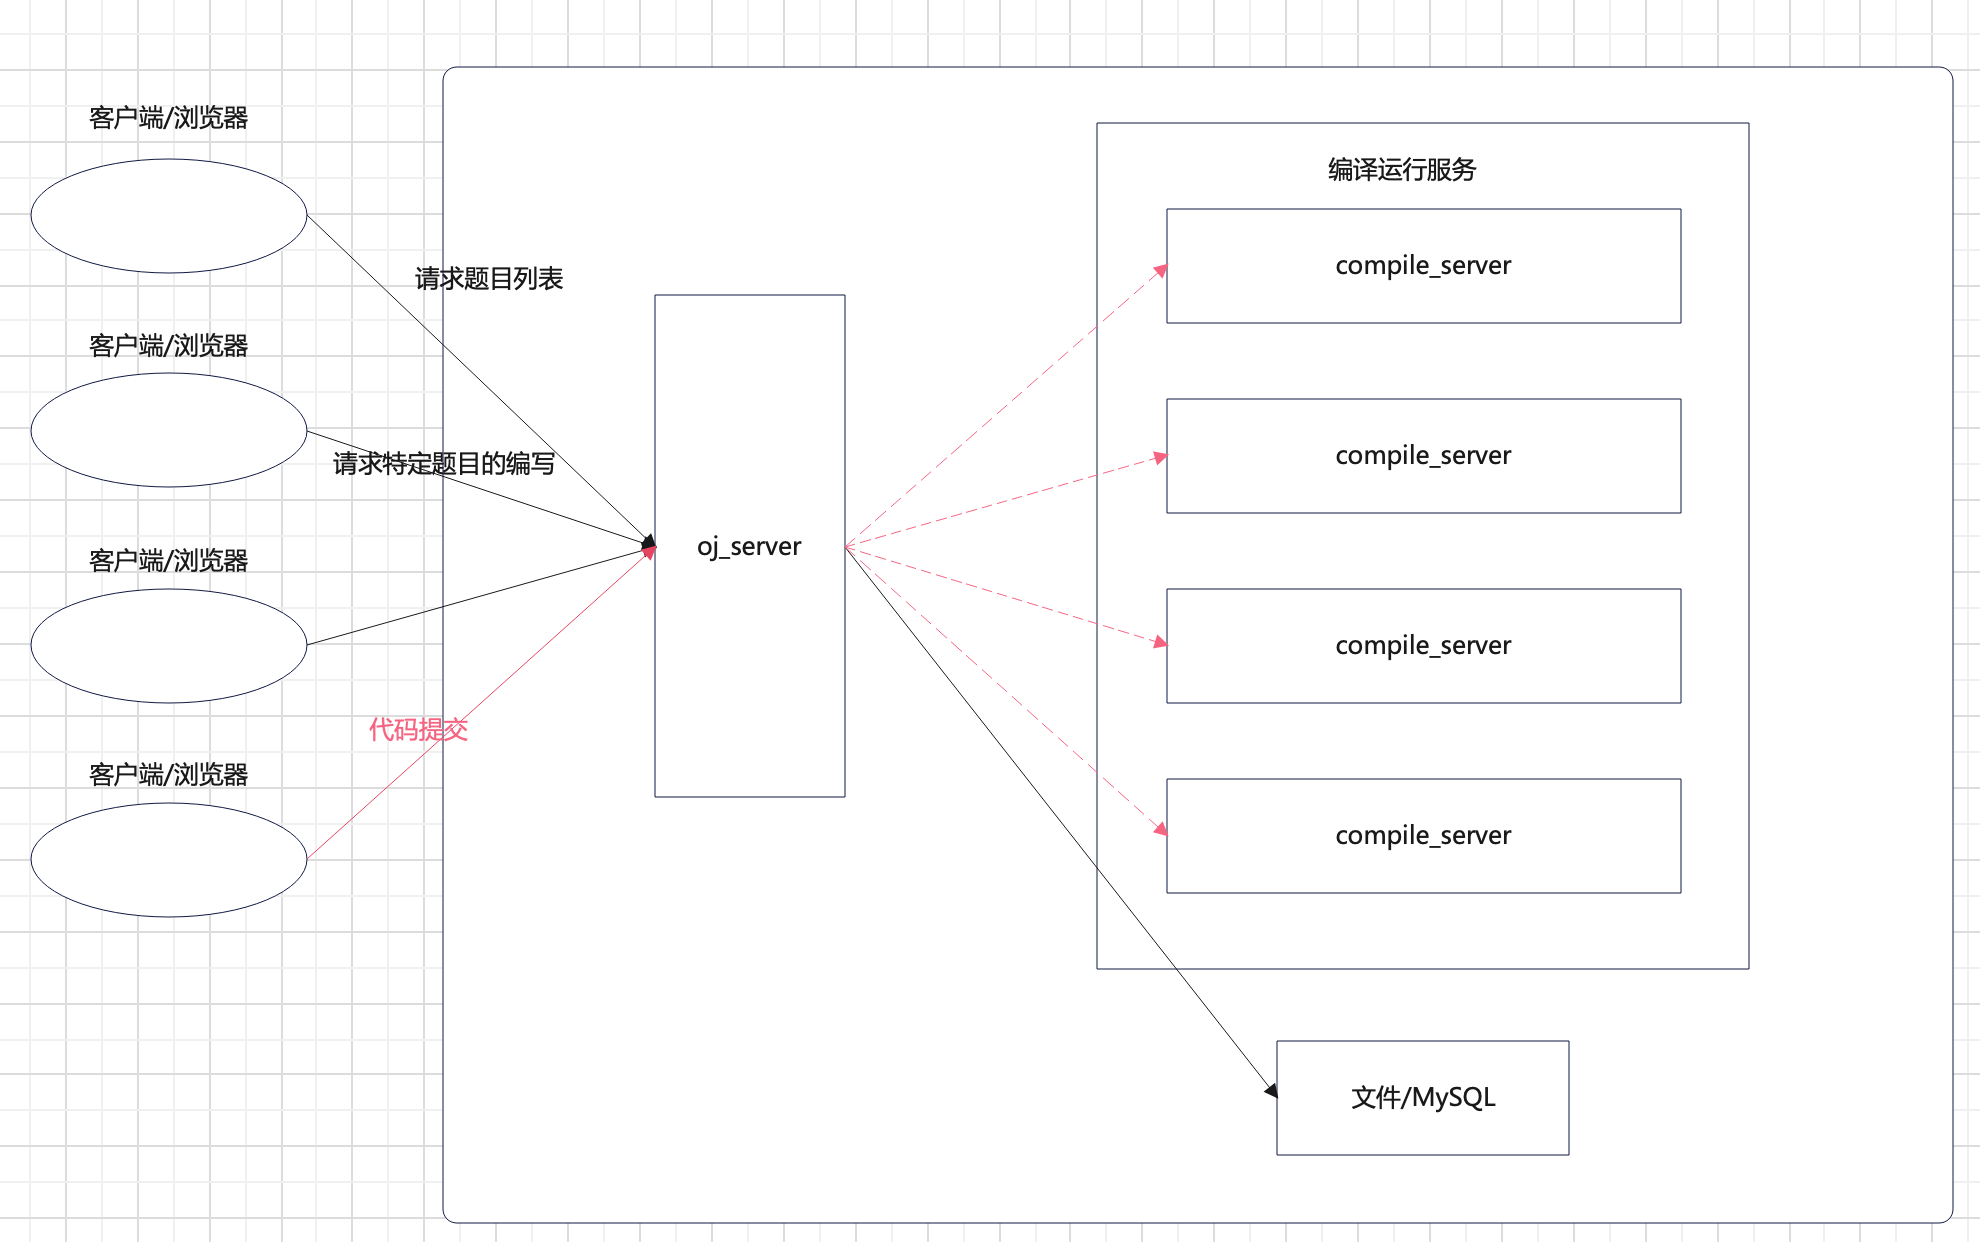 客户端/浏览器
请求题目列表
客户端/浏览器
请求特定题目的编写
客户端/浏览器
代码提交
客户端/浏览器
oj_server
编译运行服务
compile_server
compile_server
compile_server
compile_server
文件/MySQL